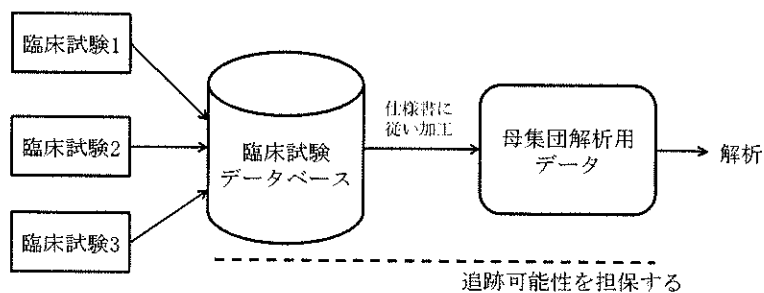 臨床試験1
臨床試験2
臨床試験3
臨床試験
データベース
仕様書に
従い加工
母集団解析用
データ
解析
追跡可能性を担保する